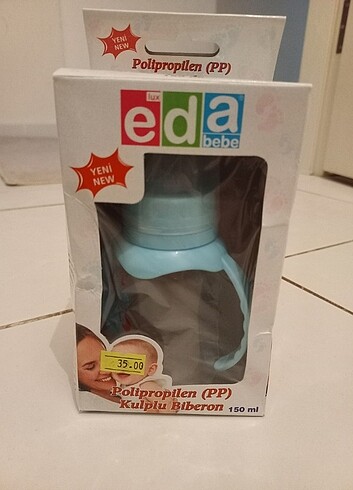 YENİ
NEW
Polipropilen (PP)
lüx
eda
bebe
YENİ
NEW
35.00
Polipropilen (PP)
Kulplu Biberon 150 ml